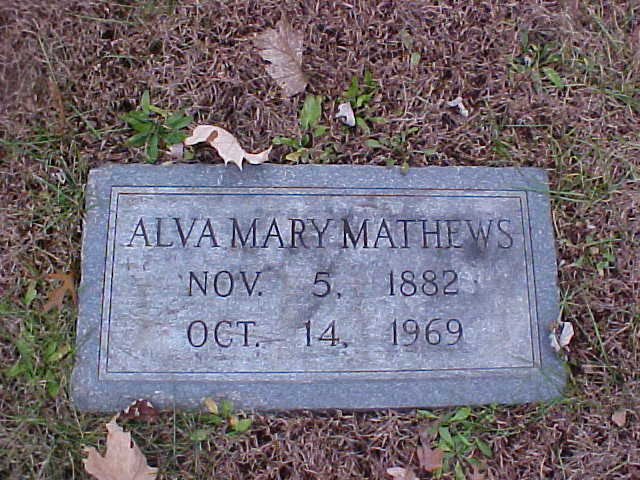 ALVA MARY MATHEWS
NOV. 5, 1882
OCT. 14, 1969